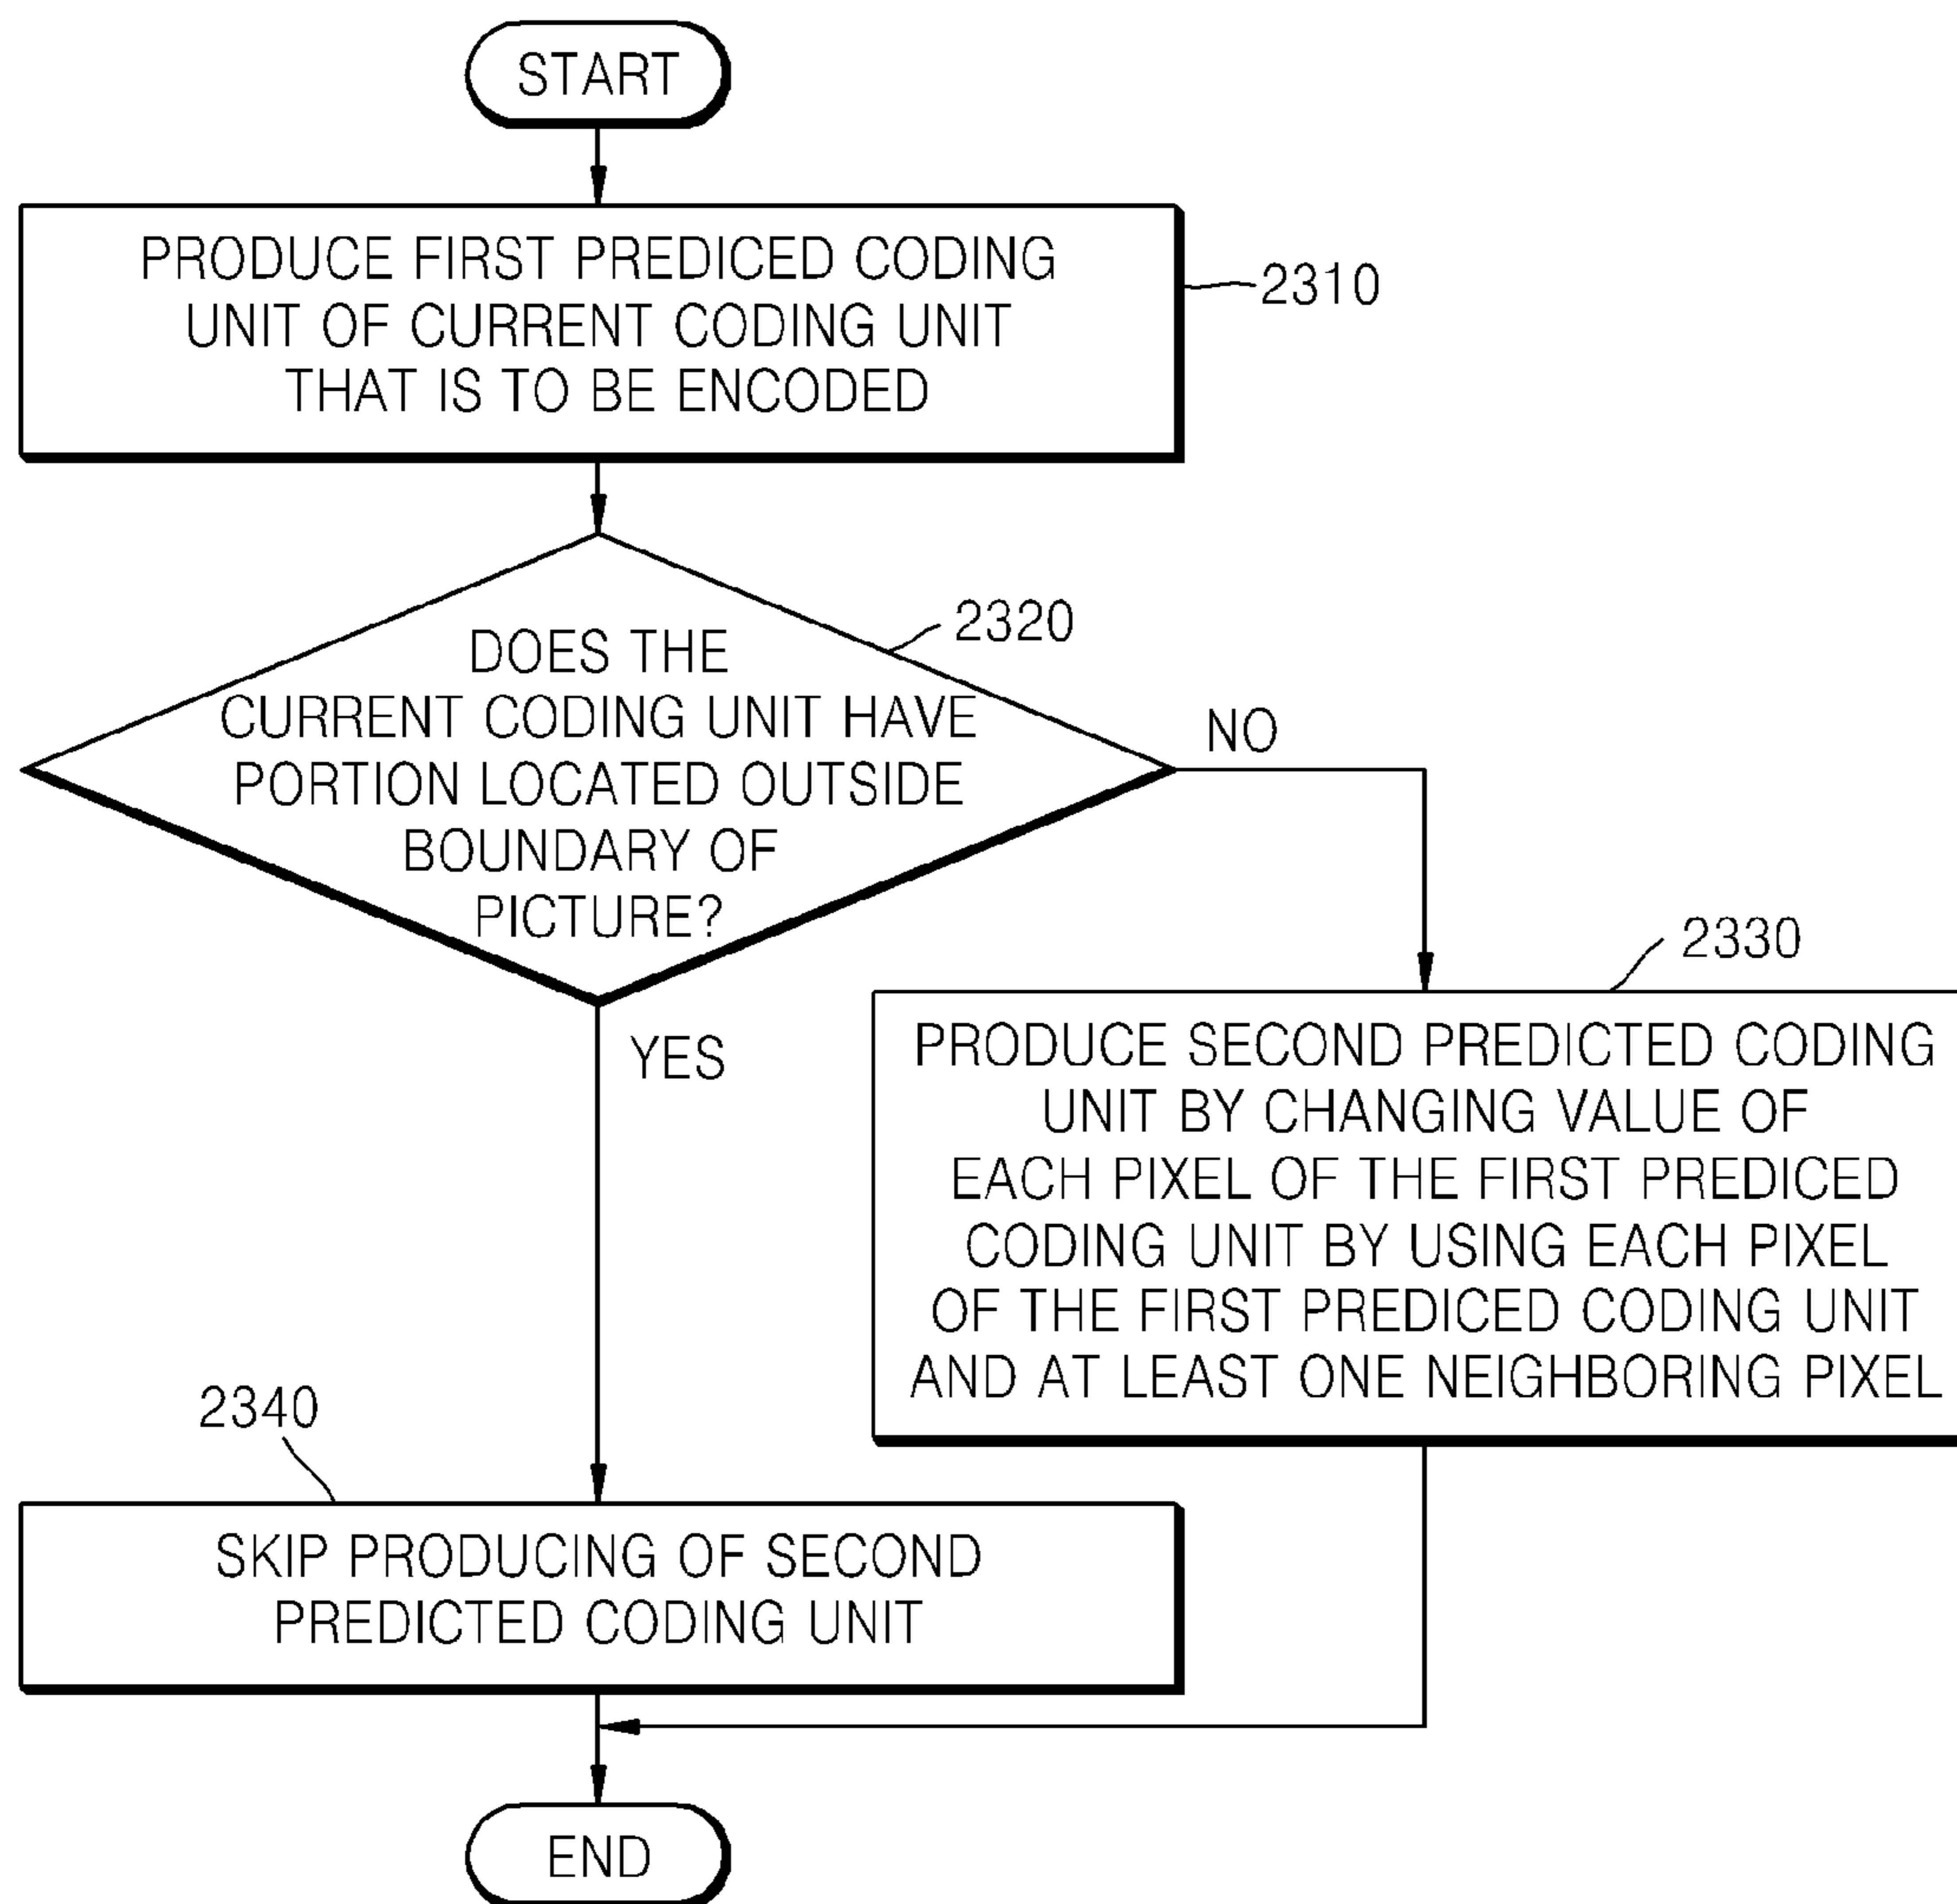 START
PRODUCE FIRST PREDICED CODING
UNIT OF CURRENT CODING UNIT
THAT IS TO BE ENCODED
2310
2320
DOES THE
CURRENT CODING UNIT HAVE
PORTION LOCATED OUTSIDE
BOUNDARY OF
PICTURE?
NO
YES
2330
PRODUCE SECOND PREDICTED CODING
UNIT BY CHANGING VALUE OF
EACH PIXEL OF THE FIRST PREDICED
CODING UNIT BY USING EACH PIXEL
OF THE FIRST PREDICED CODING UNIT
AND AT LEAST ONE NEIGHBORING PIXEL
2340
SKIP PRODUCING OF SECOND
PREDICTED CODING UNIT
END